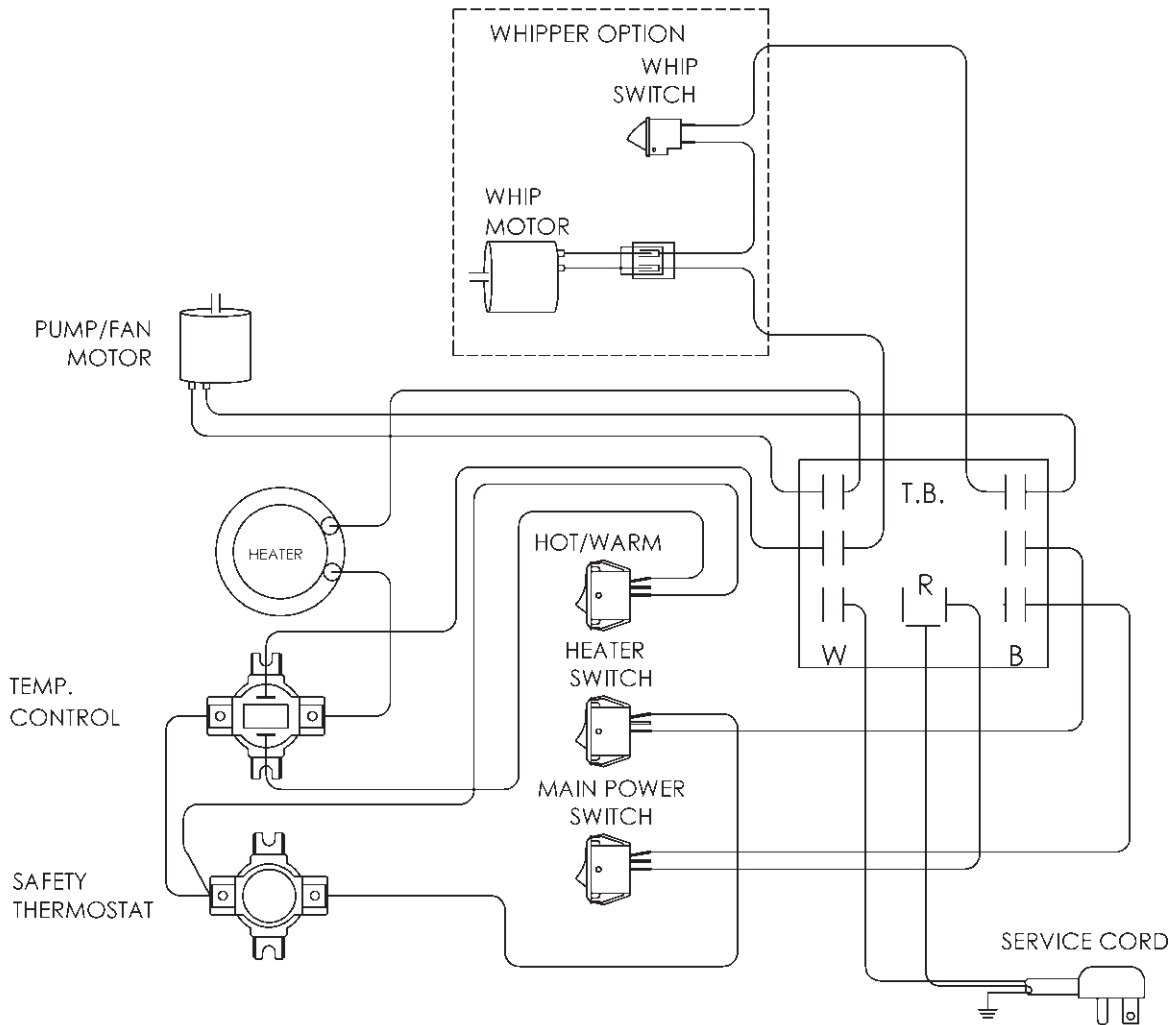 WHIPPER OPTION
WHIP
SWITCH
WHIP
MOTOR
PUMP/FAN
MOTOR
T.B.
HEATER
HOT/WARM
R
W
B
HEATER
SWITCH
TEMP.
CONTROL
MAIN POWER
SWITCH
SAFETY
THERMOSTAT
SERVICE CORD